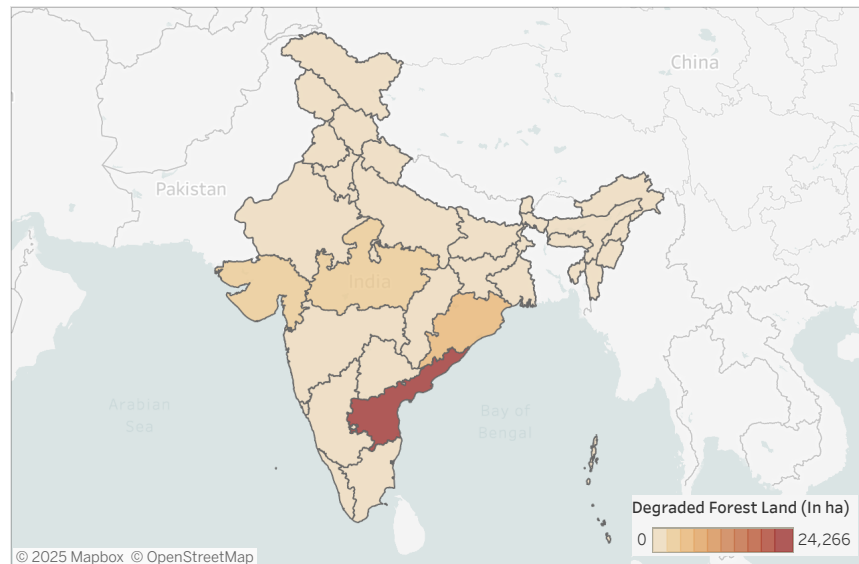 China
Pakistan
India
Arabian
Sea
Bay of
Bengal
Degraded Forest Land (In ha)
0 24,266
© 2025 Mapbox © OpenStreetMap